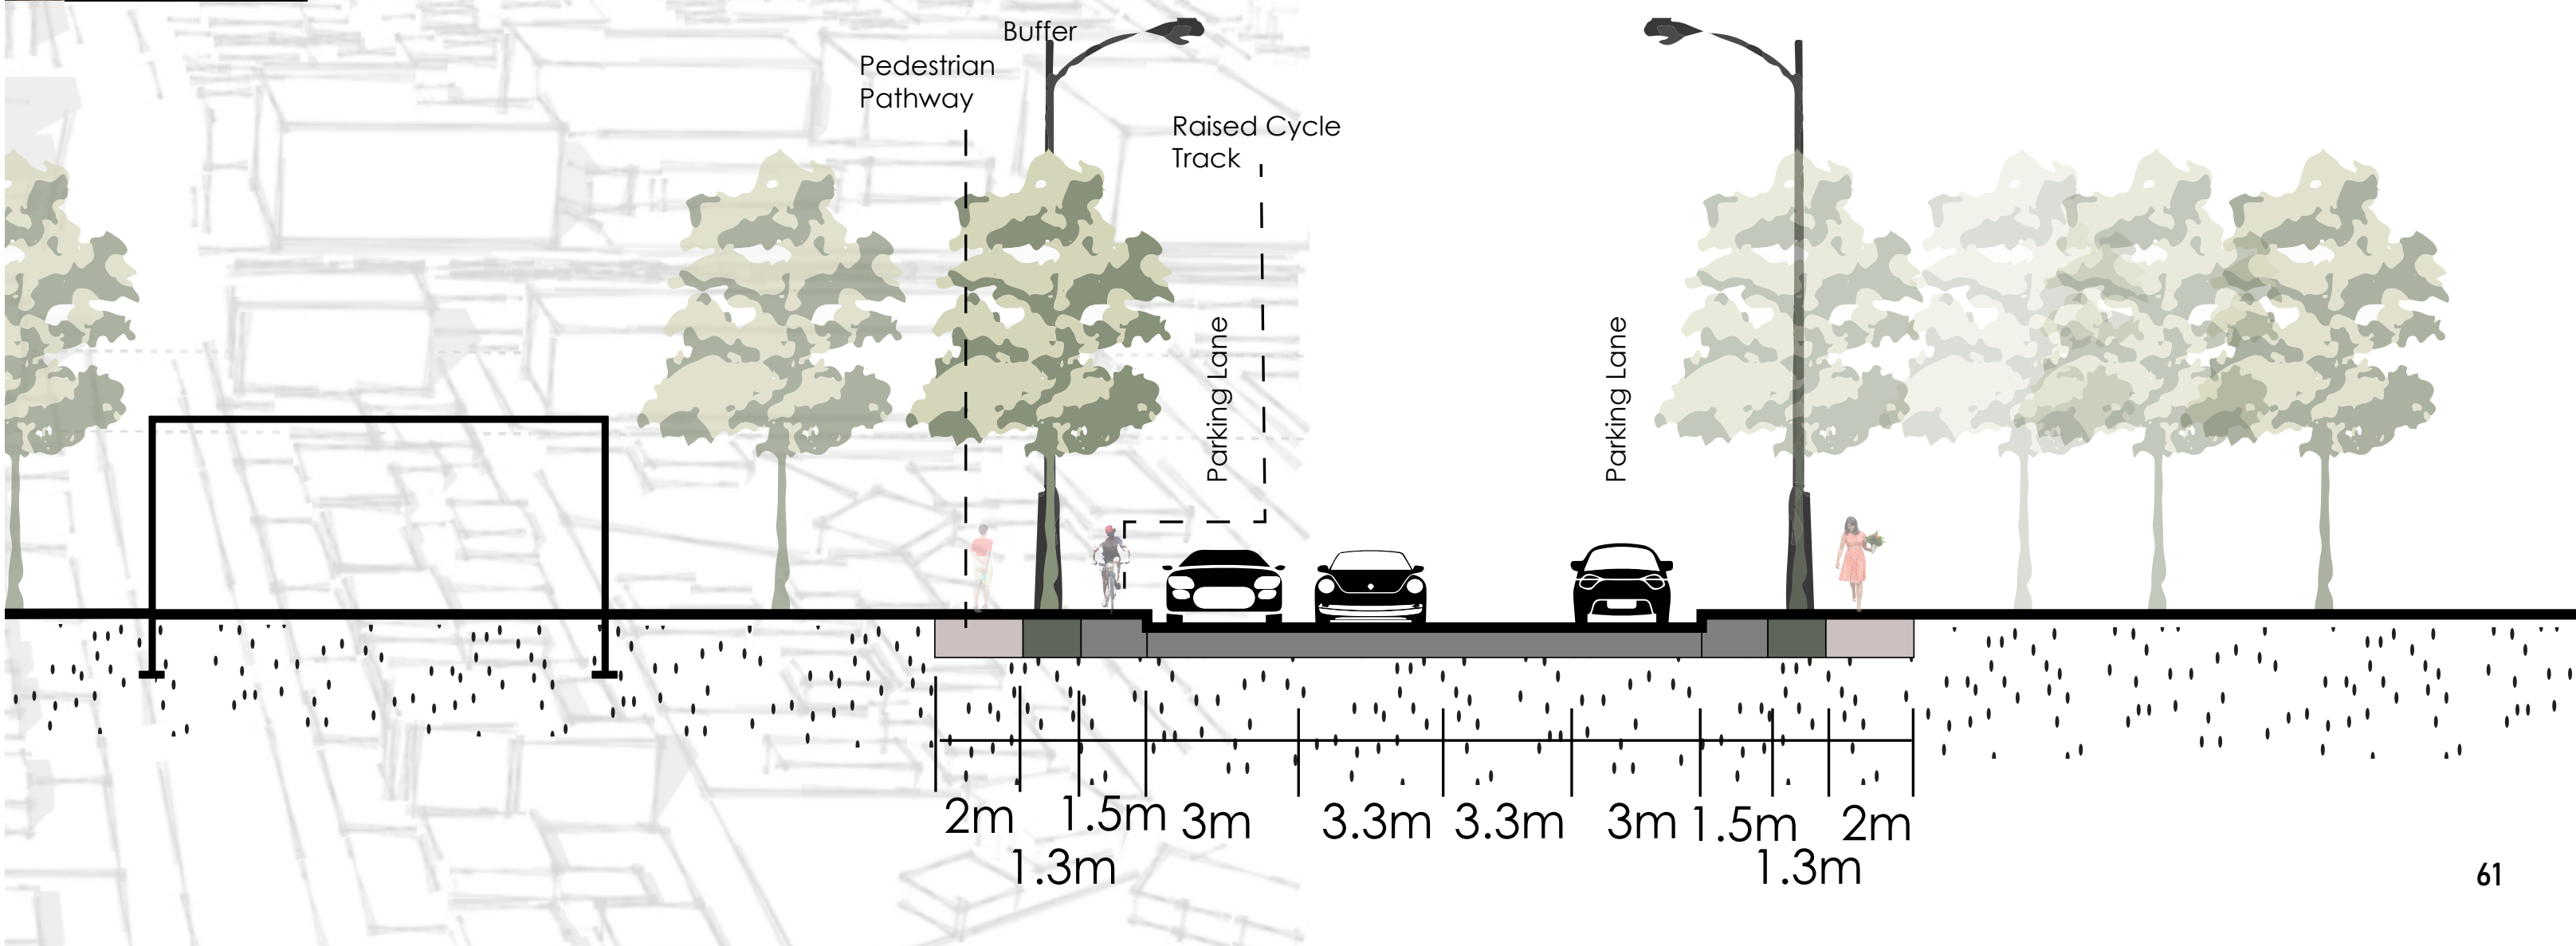 Buffer
Pedestrian
Pathway
Raised Cycle
Track
Parking Lane
Parking Lane
2m
1.5m
3m
3.3m
3.3m
3m
1.5m
2m
1.3m
1.3m
61